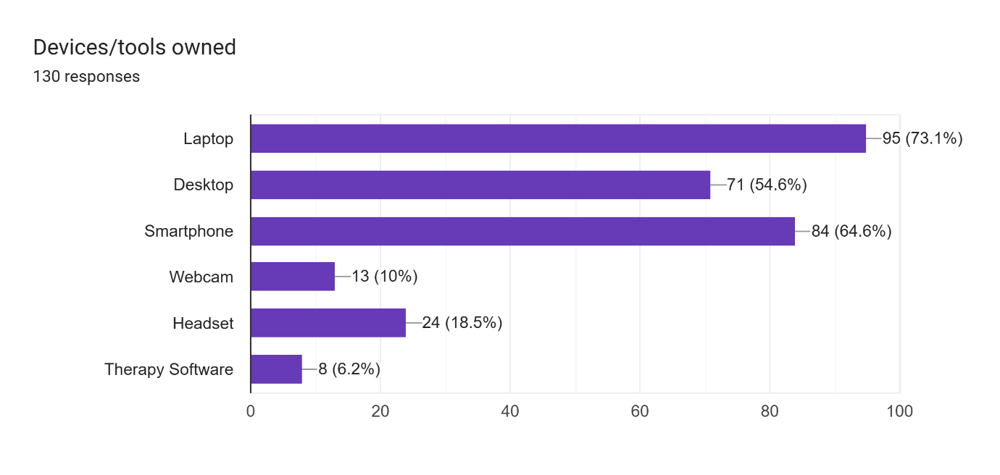 Devices/tools owned
130 responses
Laptop 95 (73.1%)
Desktop 71 (54.6%)
Smartphone 84 (64.6%)
Webcam 13 (10%)
Headset 24 (18.5%)
Therapy Software 8 (6.2%)
0 20 40 60 80 100